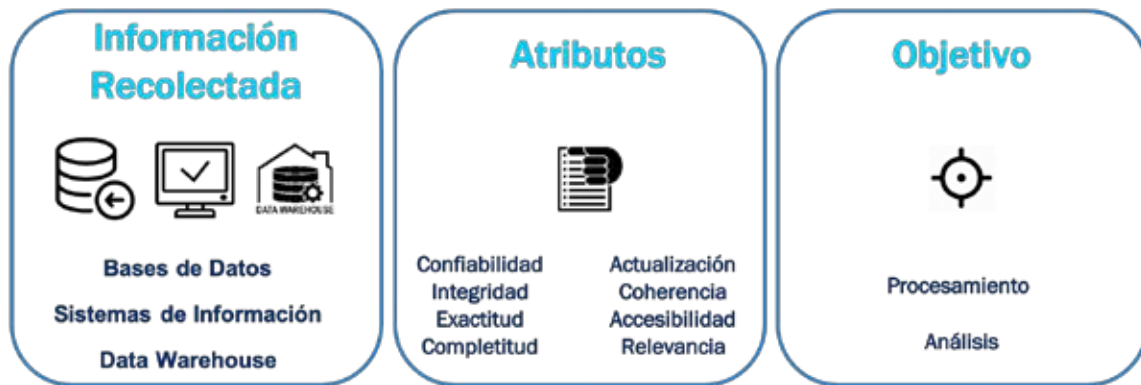 Información
Recolectada
DATA WAREHOUSE
Bases de Datos
Sistemas de Información
Data Warehouse
Atributos
Confiabilidad
Integridad
Exactitud
Completitud
Actualización
Coherencia
Accesibilidad
Relevancia
Objetivo
Procesamiento
Análisis